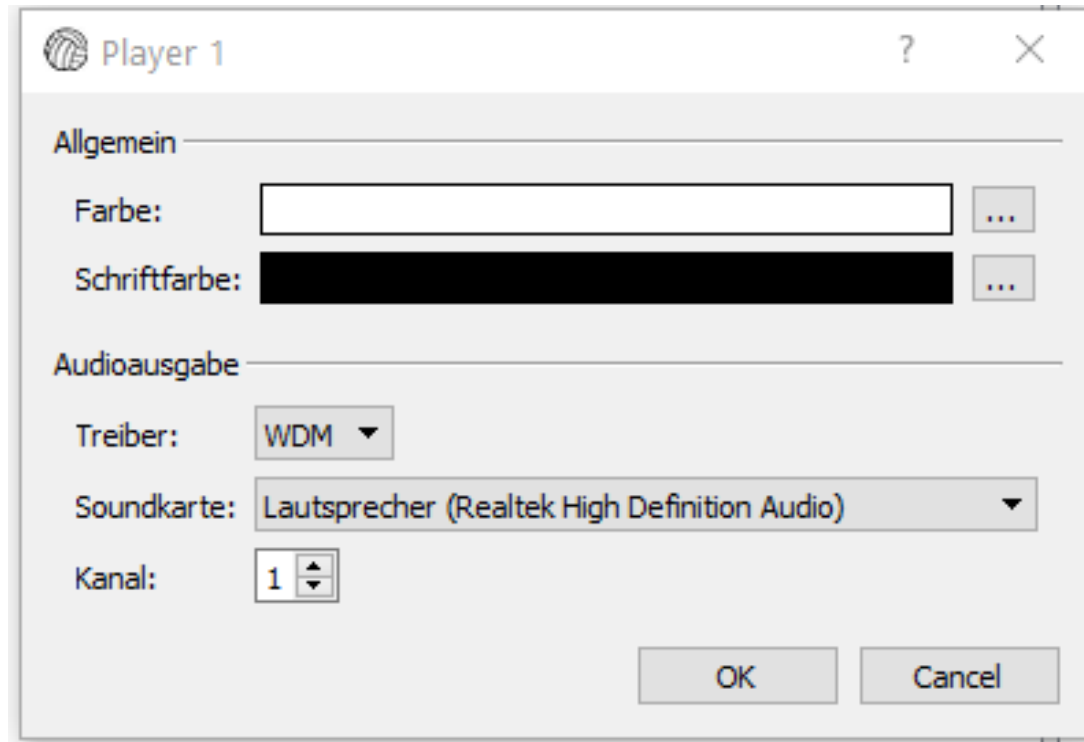 Player 1
?
Allgemein
Farbe:
...
Schriftfarbe:
...
Audioausgabe
Treiber: WDM
Soundkarte: Lautsprecher (Realtek High Definition Audio)
Kanal: 1
OK Cancel